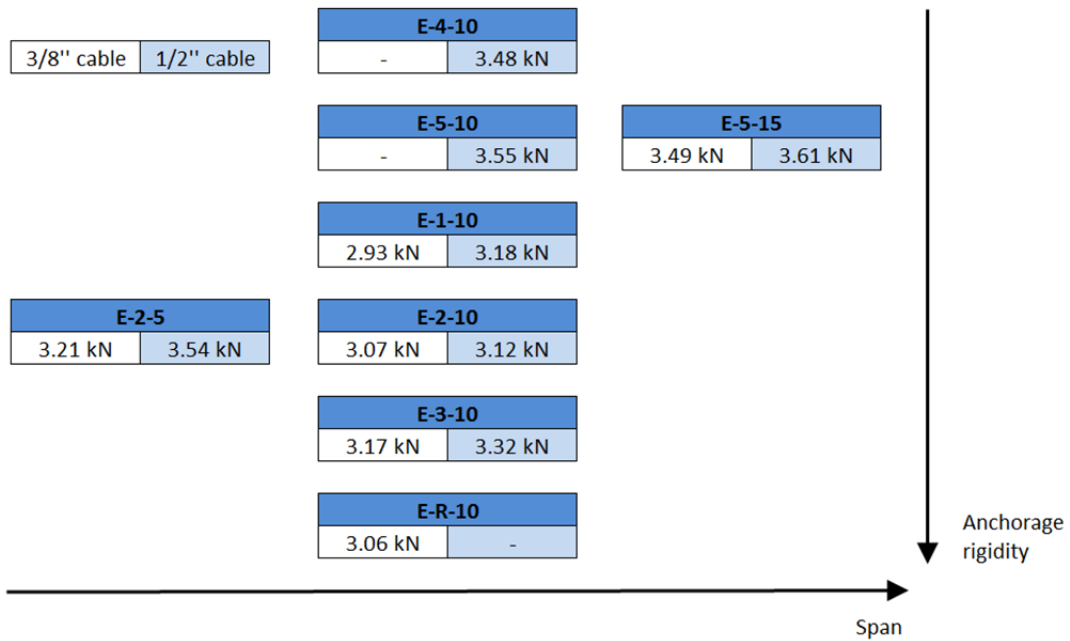 E-4-10
3/8'' cable 1/2'' cable
- 3.48 kN
E-5-10 E-5-15
- 3.55 kN 3.49 kN 3.61 kN
E-1-10
2.93 kN 3.18 kN
E-2-5 E-2-10
3.21 kN 3.54 kN 3.07 kN 3.12 kN
E-3-10
3.17 kN 3.32 kN
E-R-10
3.06 kN -
Anchorage
rigidity
Span